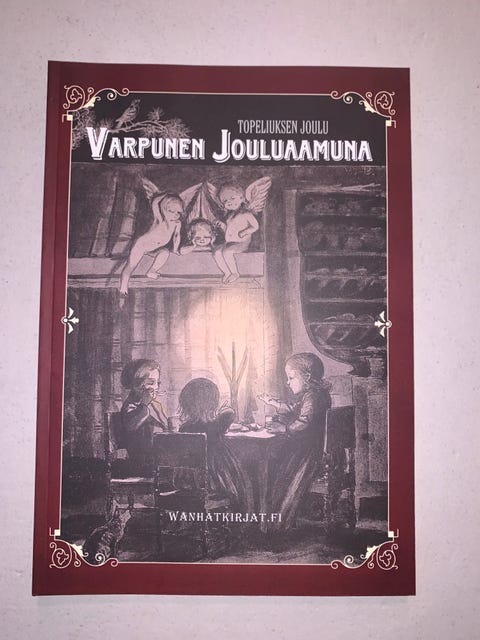 TOPELIUKSEN JOULU
VARPUNEN JOULUAAMUNA
WANHATKIRJAT.FI